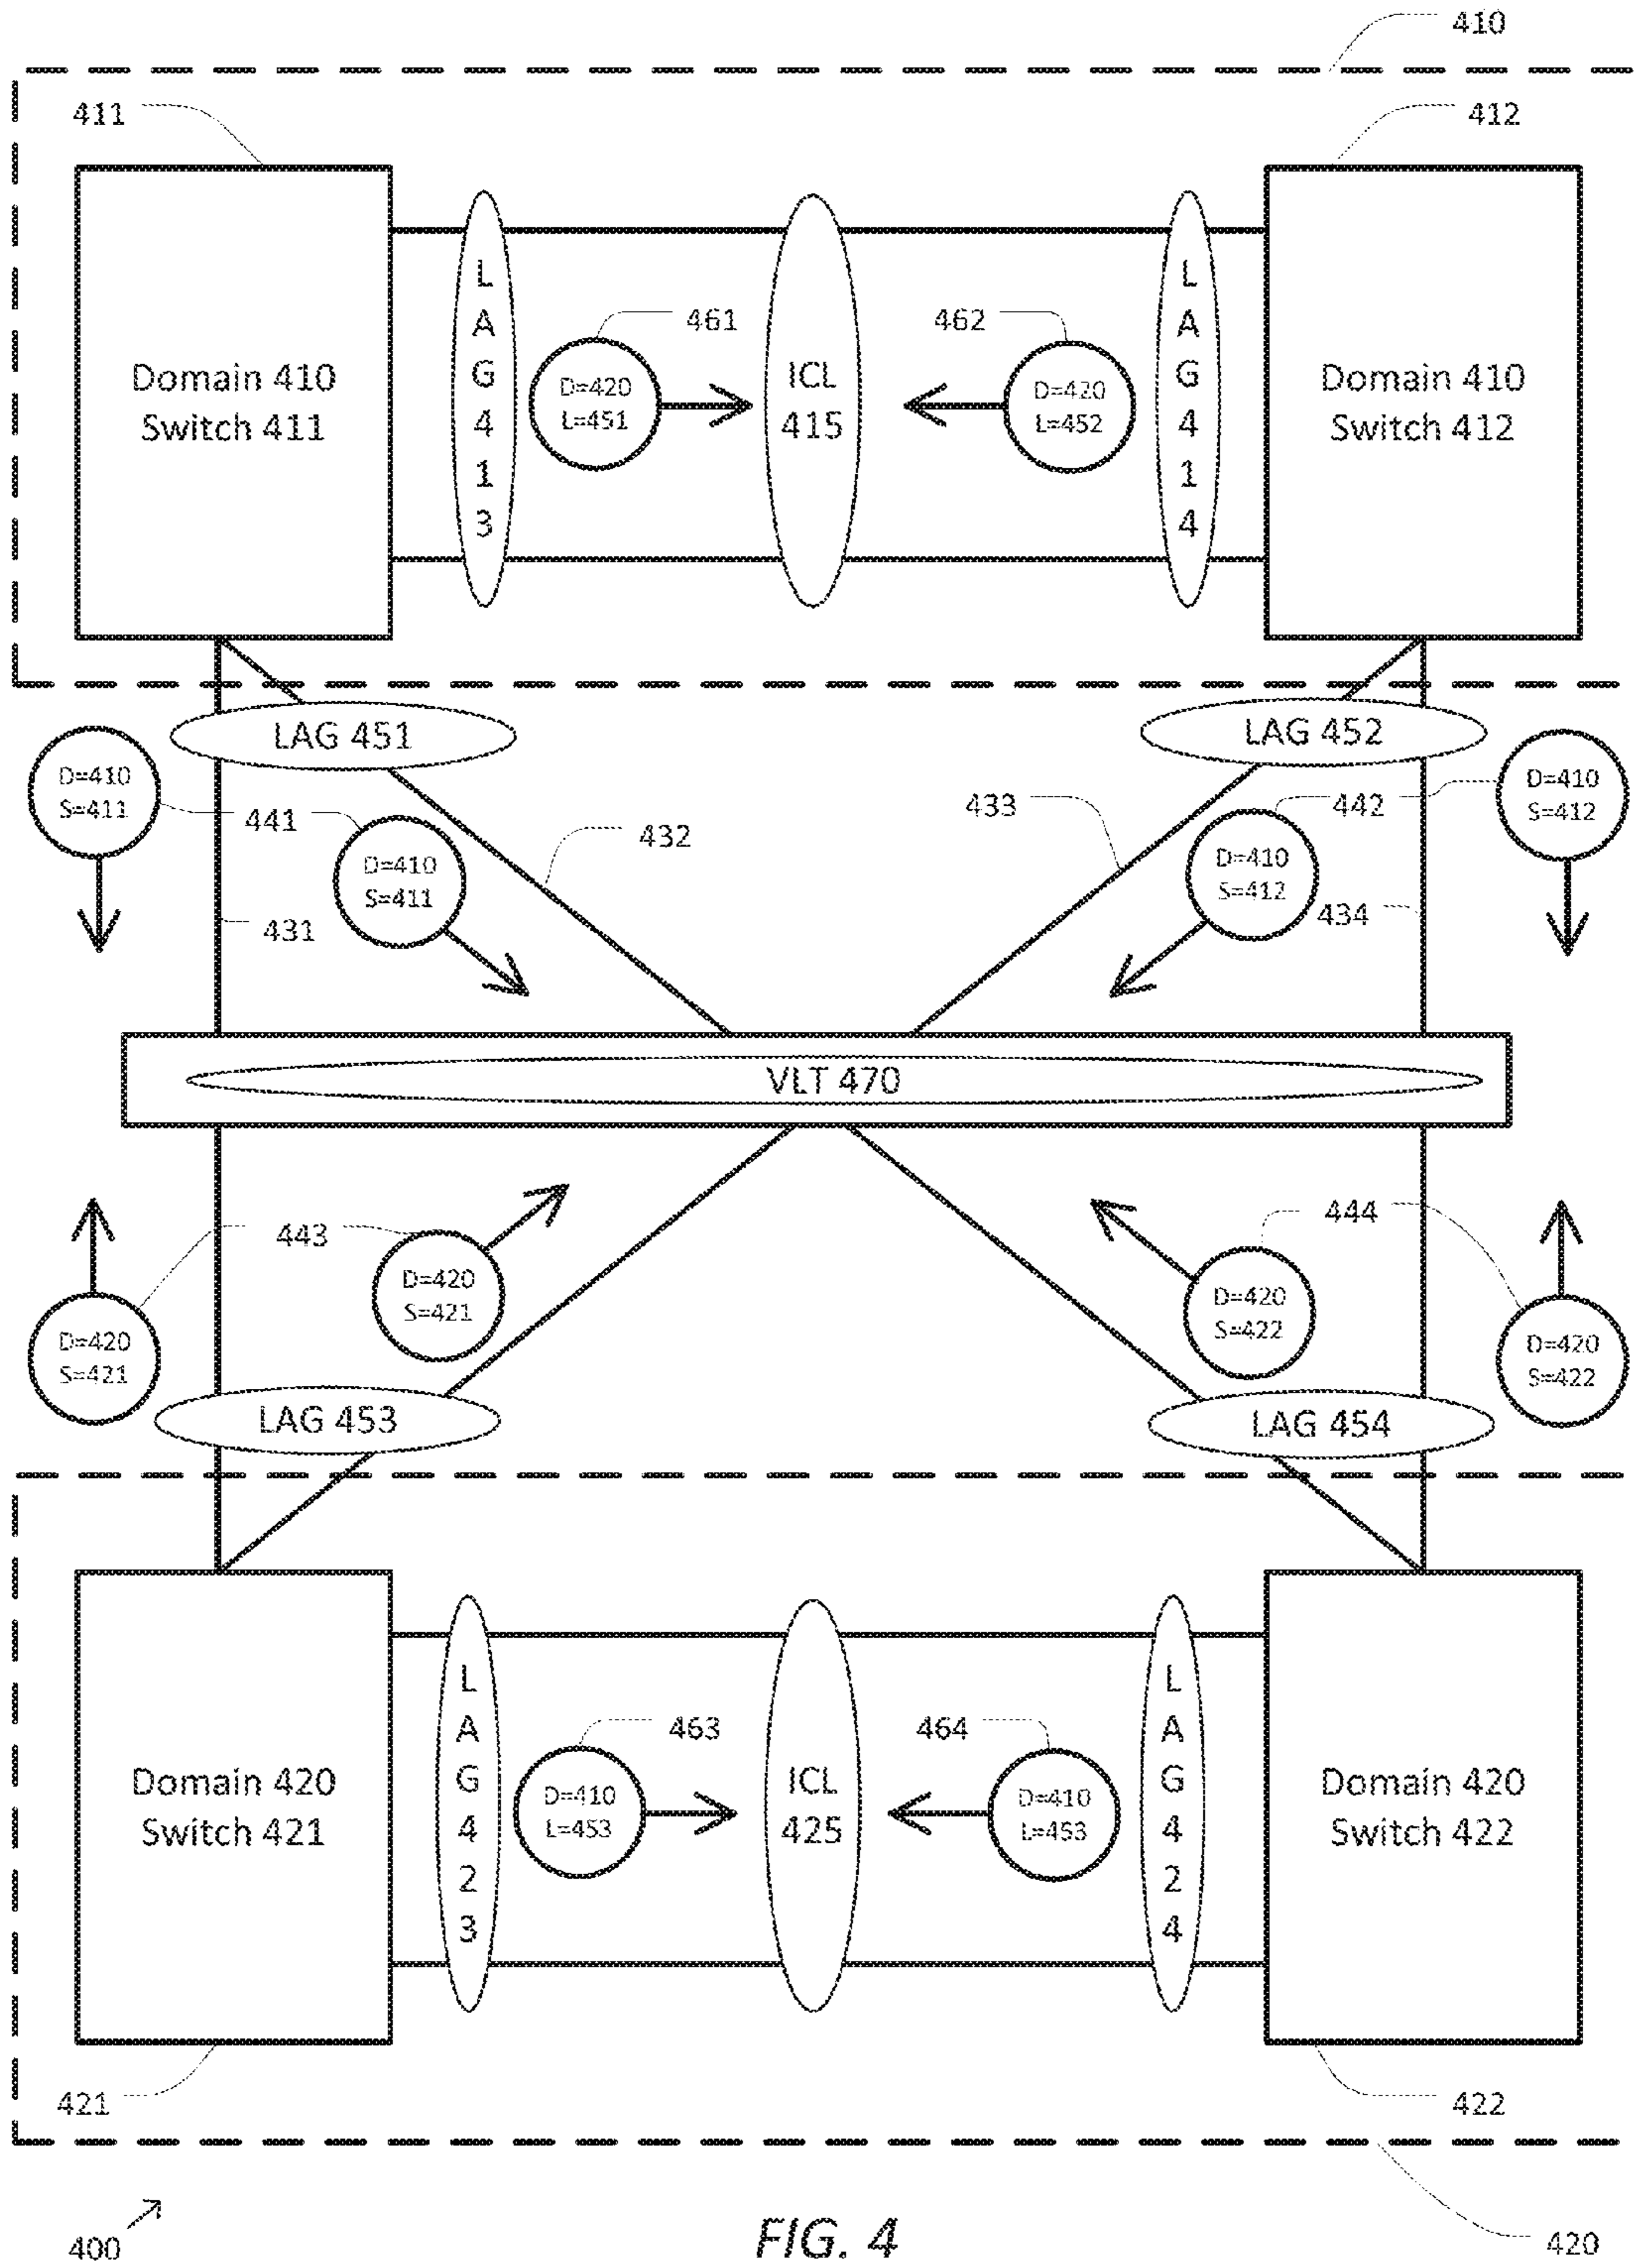 410
411
412
L
A
G
4
1
3
L
A
G
4
1
4
461
462
Domain 410
Switch 411
D=420
L=451
ICL
415
D=420
L=452
Domain 410
Switch 412
LAG 451
LAG 452
D=410
S=411
441
D=410
S=411
432
433
442
D=410
S=412
D=410
S=412
431
434
VLT 470
443
444
D=420
S=421
D=420
S=421
D=420
S=422
D=420
S=422
LAG 453
LAG 454
L
A
G
4
2
3
L
A
G
4
2
4
463
464
Domain 420
Switch 421
D=410
L=453
ICL
425
D=410
L=453
Domain 420
Switch 422
421
422
400
FIG. 4
420